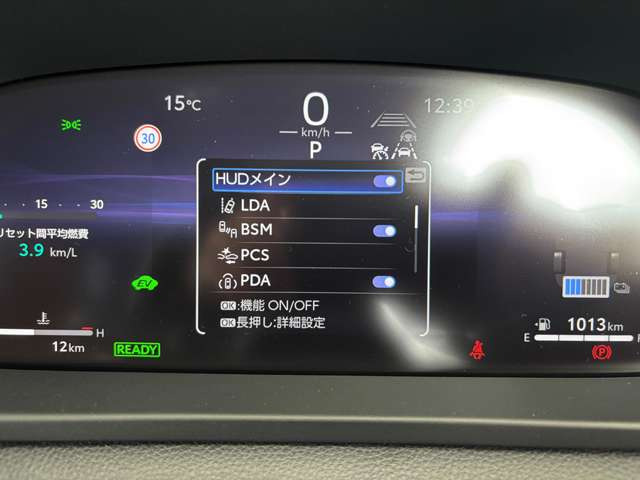 15℃
0
km/h
12:39
30
P
HUDメイン
LDA
BSM
PCS
PDA
OK:機能 ON/OFF
OK長押し:詳細設定
15 30
リセット間平均燃費
3.9 km/L
EV
H
12km
READY
1013km
E F
P